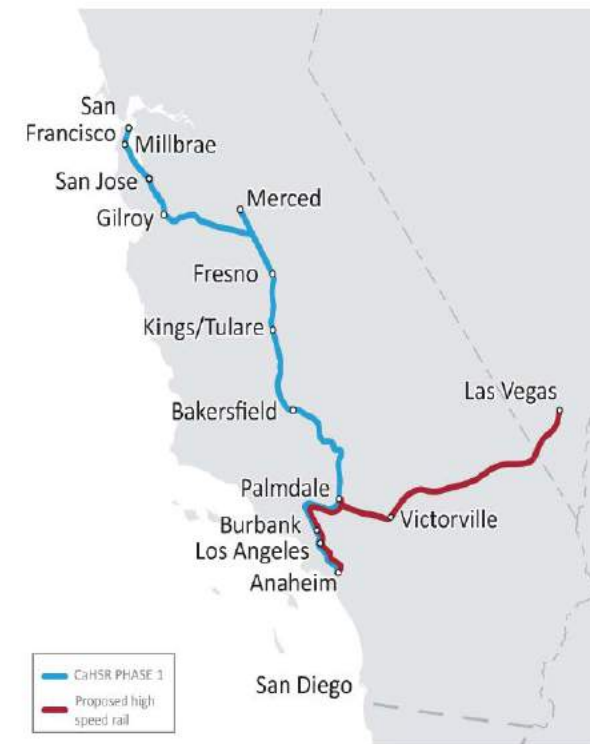 San
Francisco
Millbrae
San Jose
Merced
Gilroy
Fresno
Kings/Tulare
Las Vegas
Bakersfield
Palmdale
Victorville
Burbank
Los Angeles
Anaheim
San Diego
CaHSR PHASE 1
Proposed high
speed rail